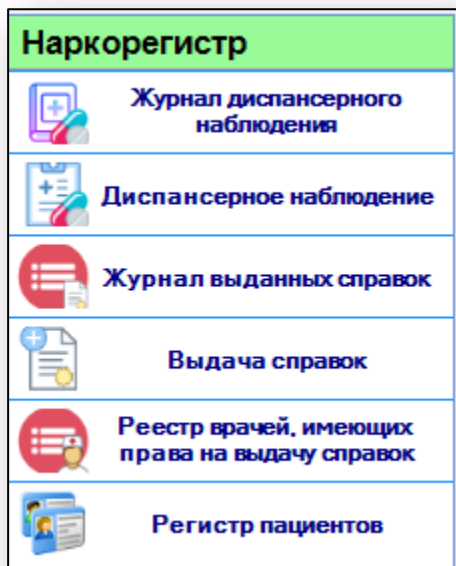 Наркорегистр
Журнал диспансерного
наблюдения
Диспансерное наблюдение
Журнал выданных справок
Выдача справок
Реестр врачей, имеющих
права на выдачу справок
Регистр пациентов